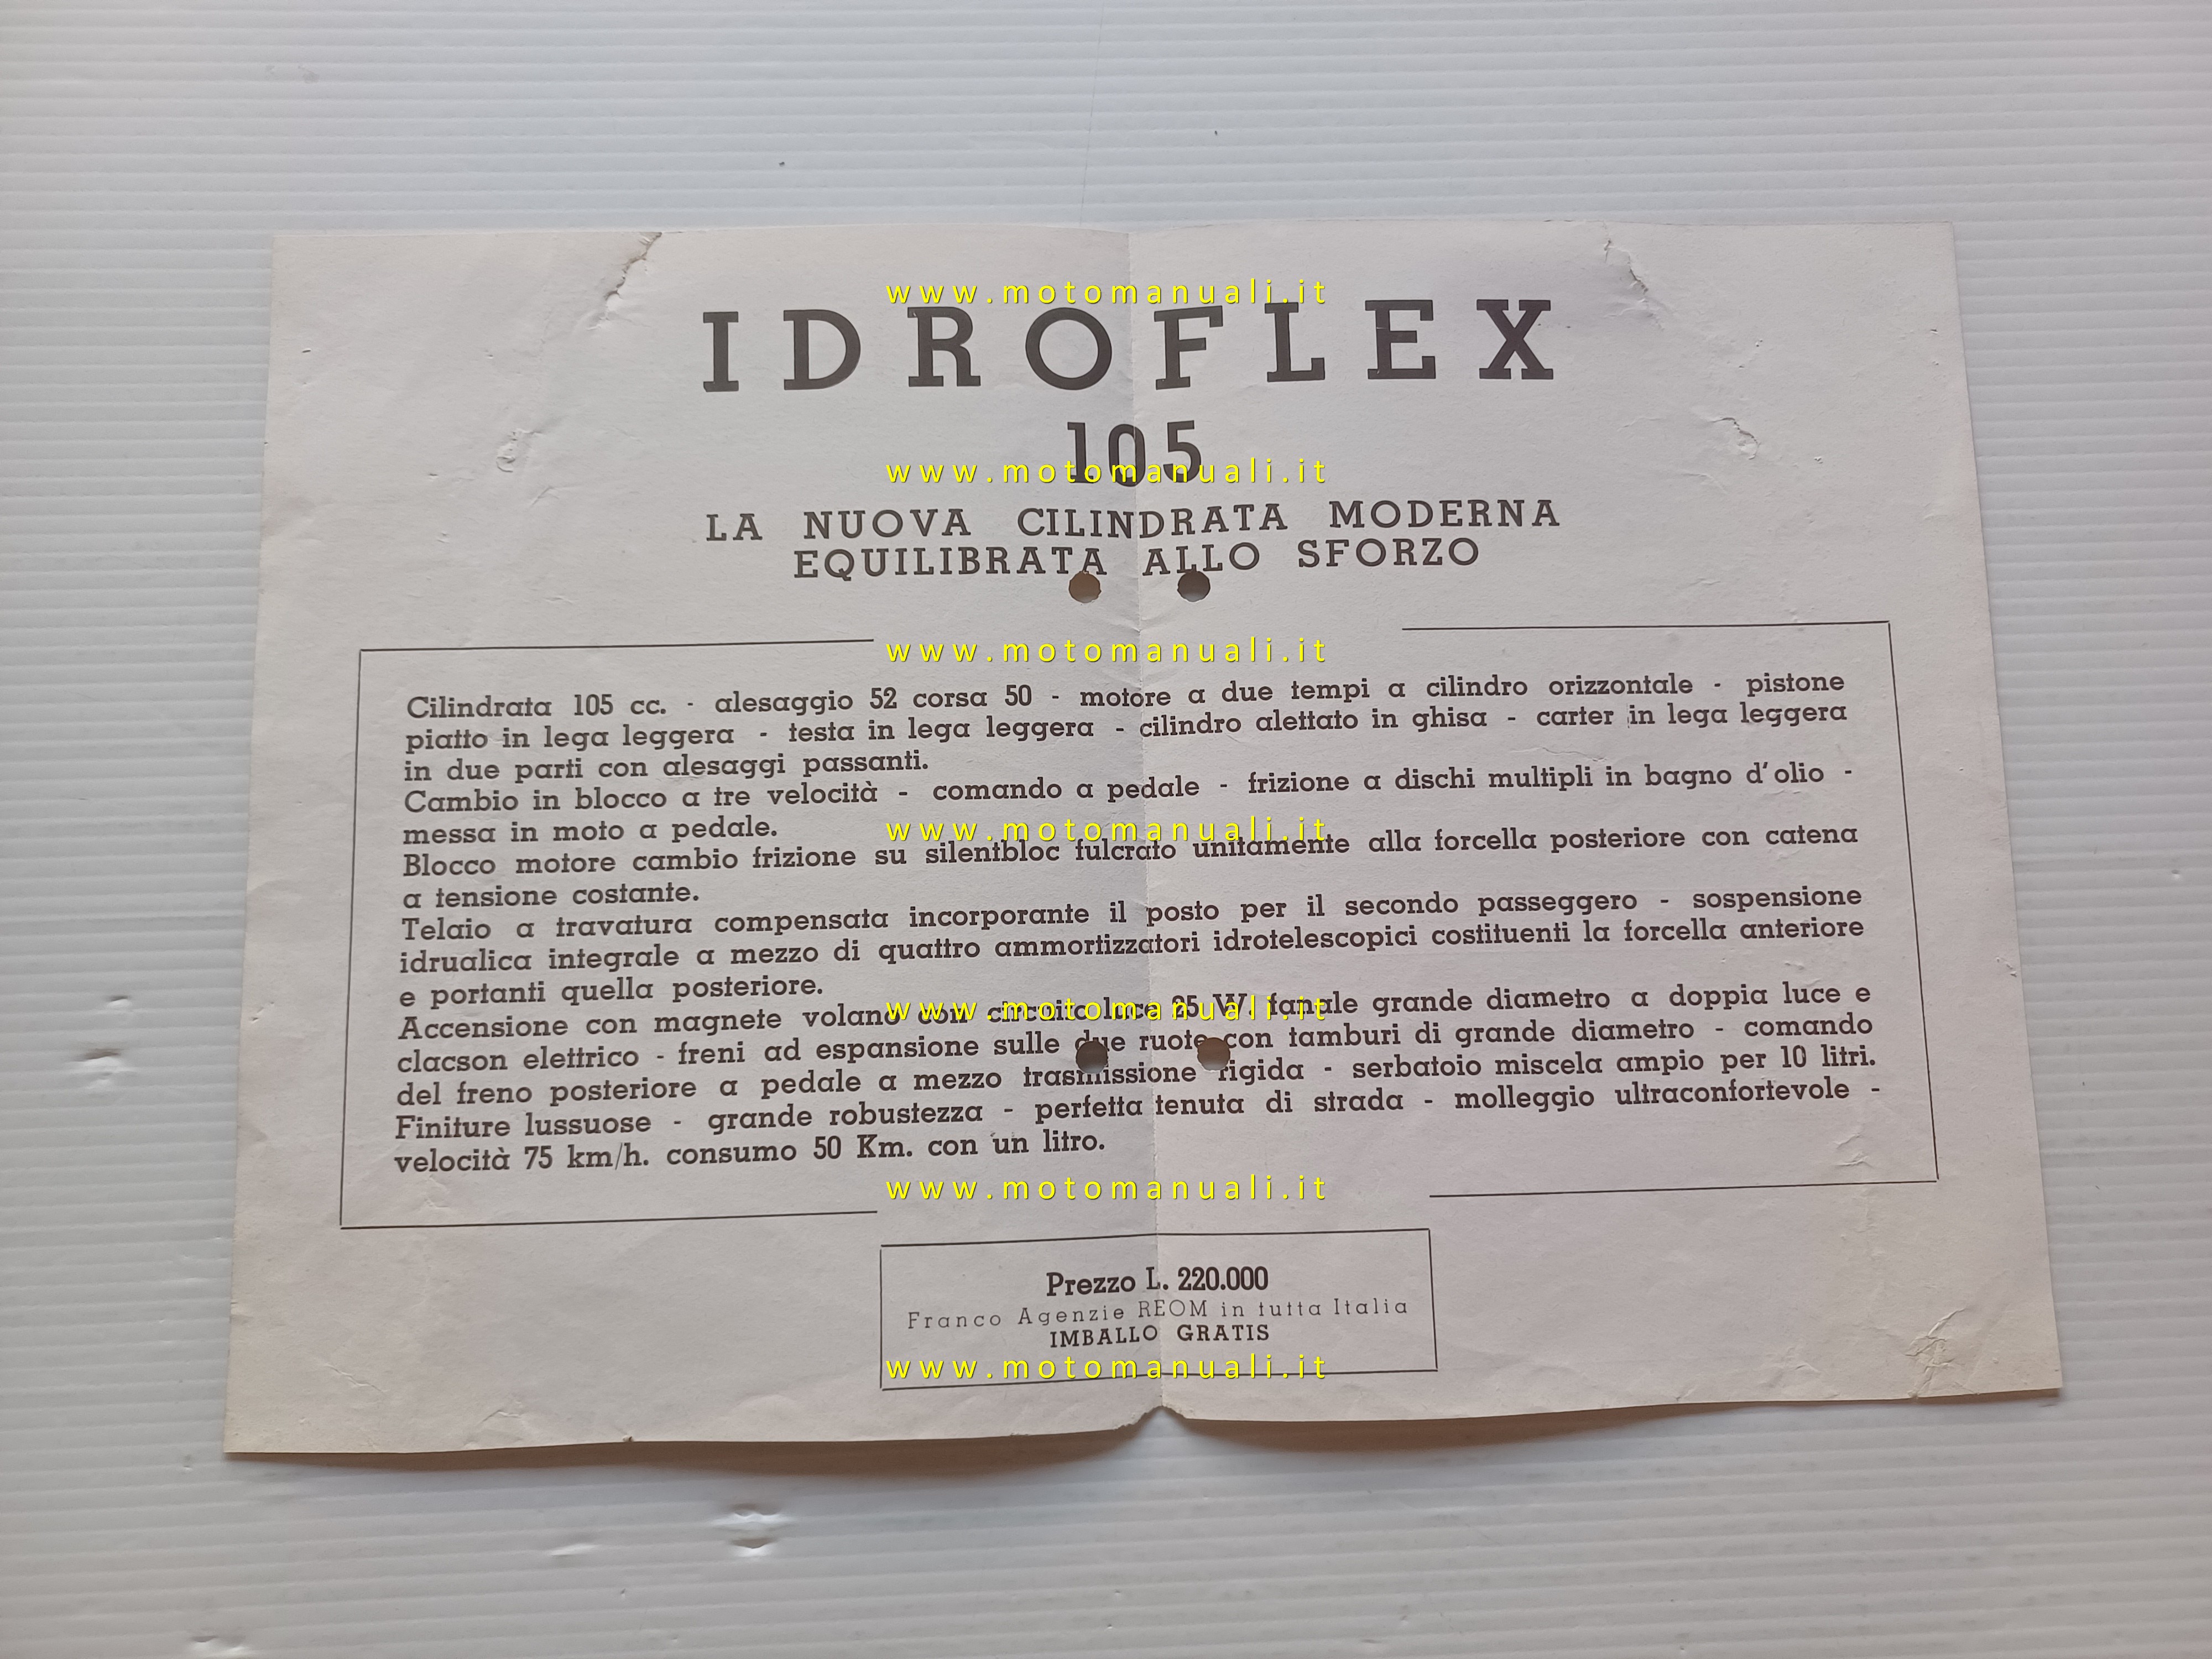 www.motomanuali.it
IDROFLEX
105
www.motomanuali.it
LA NUOVA CILINDRATA MODERNA
EQUILIBRATA ALLO SFORZO
www.motomanuali.it
Cilindrata 105 cc. - alesaggio 52 corsa 50 - motore a due tempi a cilindro orizzontale - pistone
piatto in lega leggera - testa in lega leggera - cilindro alettato in ghisa - carter in lega leggera
in due parti con alesaggi passanti.
Cambio in blocco a tre velocità - comando a pedale - frizione a dischi multipli in bagno d'olio -
messa in moto a pedale.
www.motomanuali.it
Blocco motore cambio frizione su silentbloc fulcrato unitamente alla forcella posteriore con catena
a tensione costante.
Telaio a travatura compensata incorporante il posto per il secondo passeggero - sospensione
idrualica integrale a mezzo di quattro ammortizzatori idrotelescopici costituenti la forcella anteriore
e portanti quella posteriore.
www.motomanuali.it
Accensione con magnete volano con circuito luce 25 W. fanale grande diametro a doppia luce e
clacson elettrico - freni ad espansione sulle due ruote con tamburi di grande diametro - comando
del freno posteriore a pedale a mezzo trasmissione rigida - serbatoio miscela ampio per 10 litri.
Finiture lussuose - grande robustezza - perfetta tenuta di strada - molleggio ultraconfortevole -
velocità 75 km/h. consumo 50 Km. con un litro.
www.motomanuali.it
Prezzo L. 220.000
Franco Agenzie REOM in tutta Italia
IMBALLO GRATIS
www.motomanuali.it